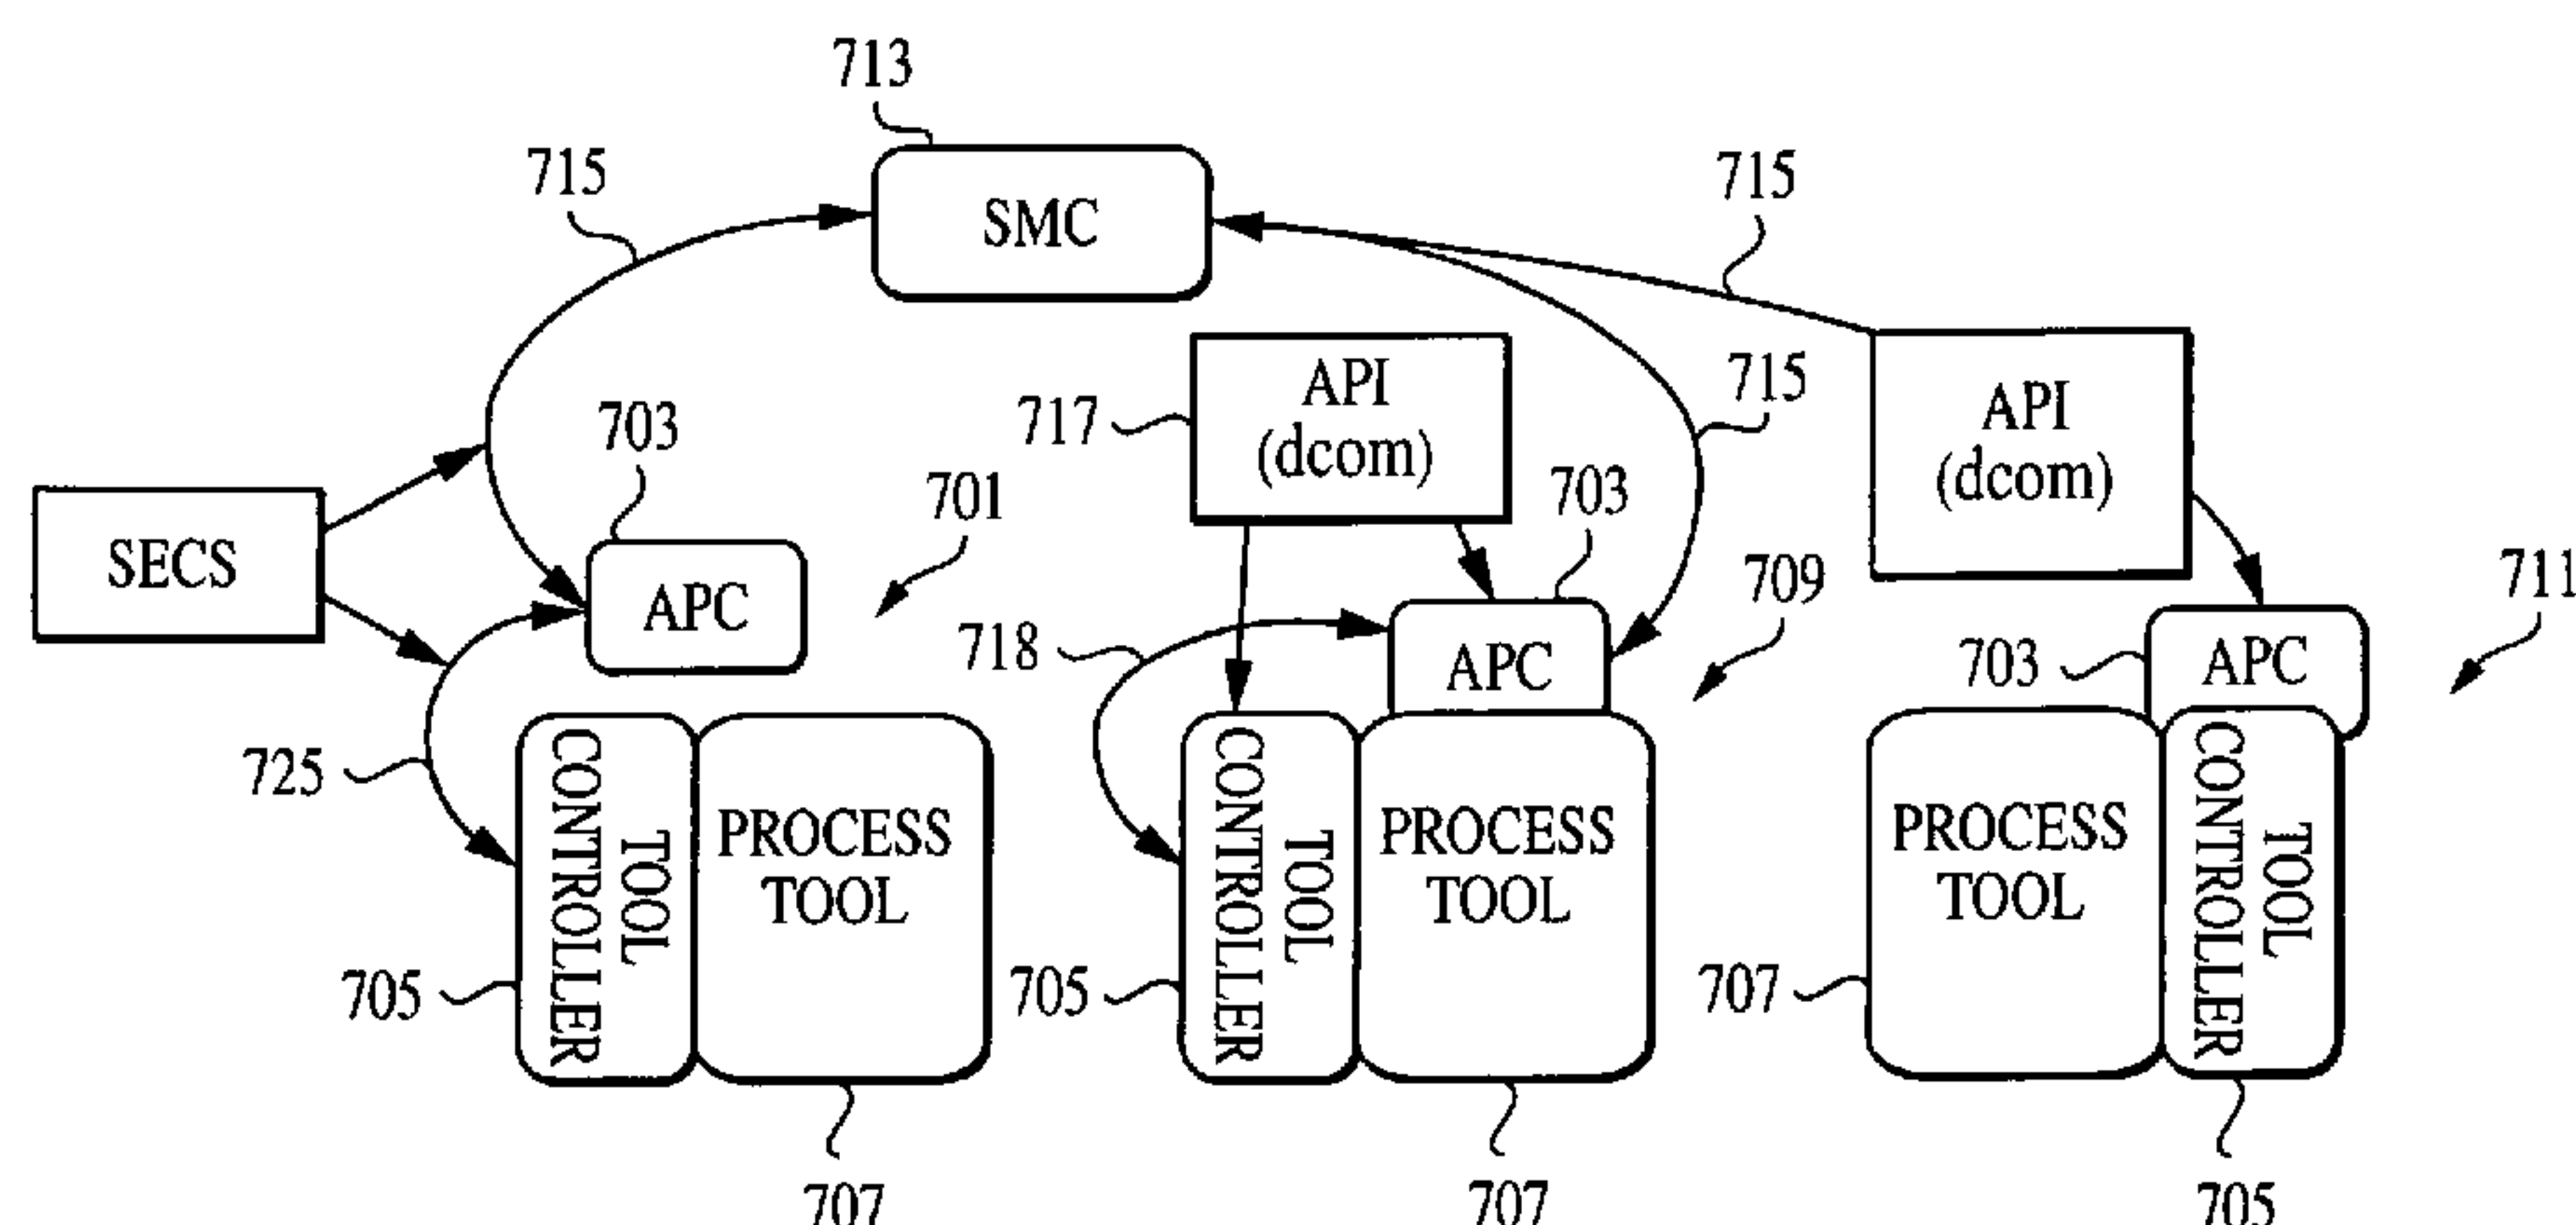 713
715
SMC
715
API
(dcom)
717
715
API
(dcom)
703
703
701
SECS
APC
709
711
718
APC
703
APC
725
TOOL
CONTROLLER
PROCESS
TOOL
TOOL
CONTROLLER
PROCESS
TOOL
PROCESS
TOOL
TOOL
CONTROLLER
705
705
707
707
707
705